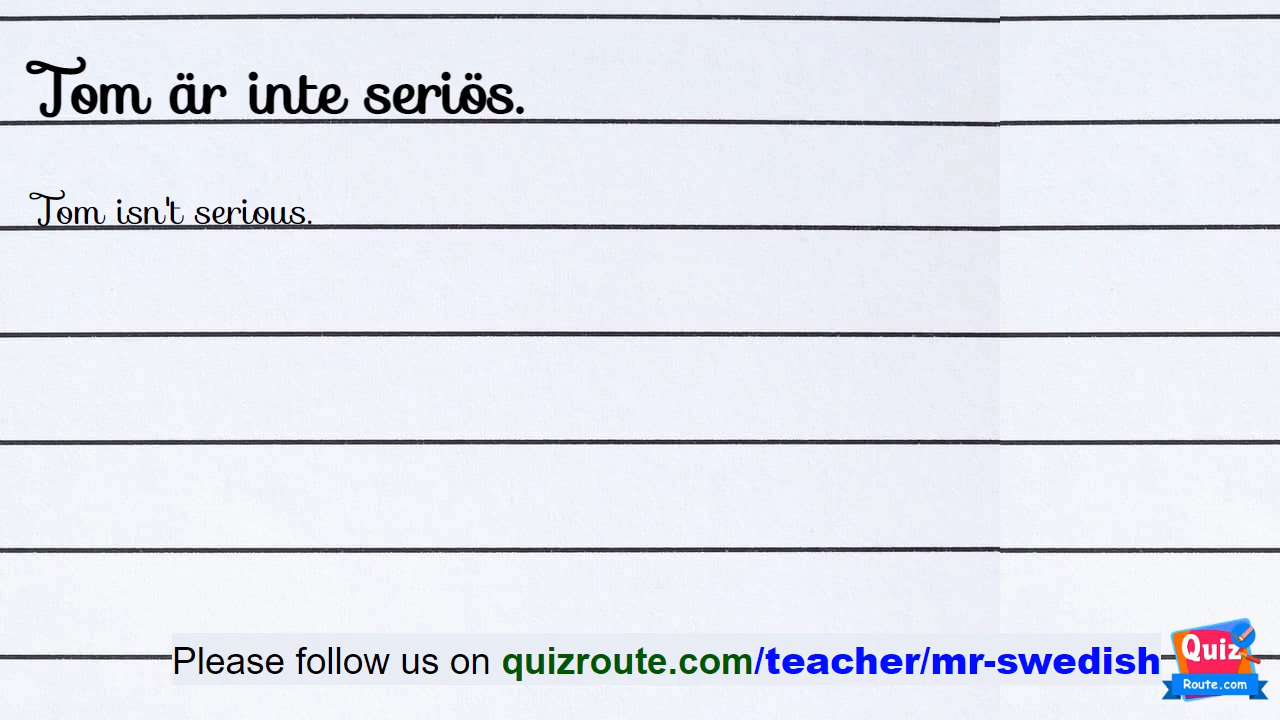 Tom är inte seriös.
Tom isn't serious.
Please follow us on quizroute.com/teacher/mr-swedish
Quiz
Route.com